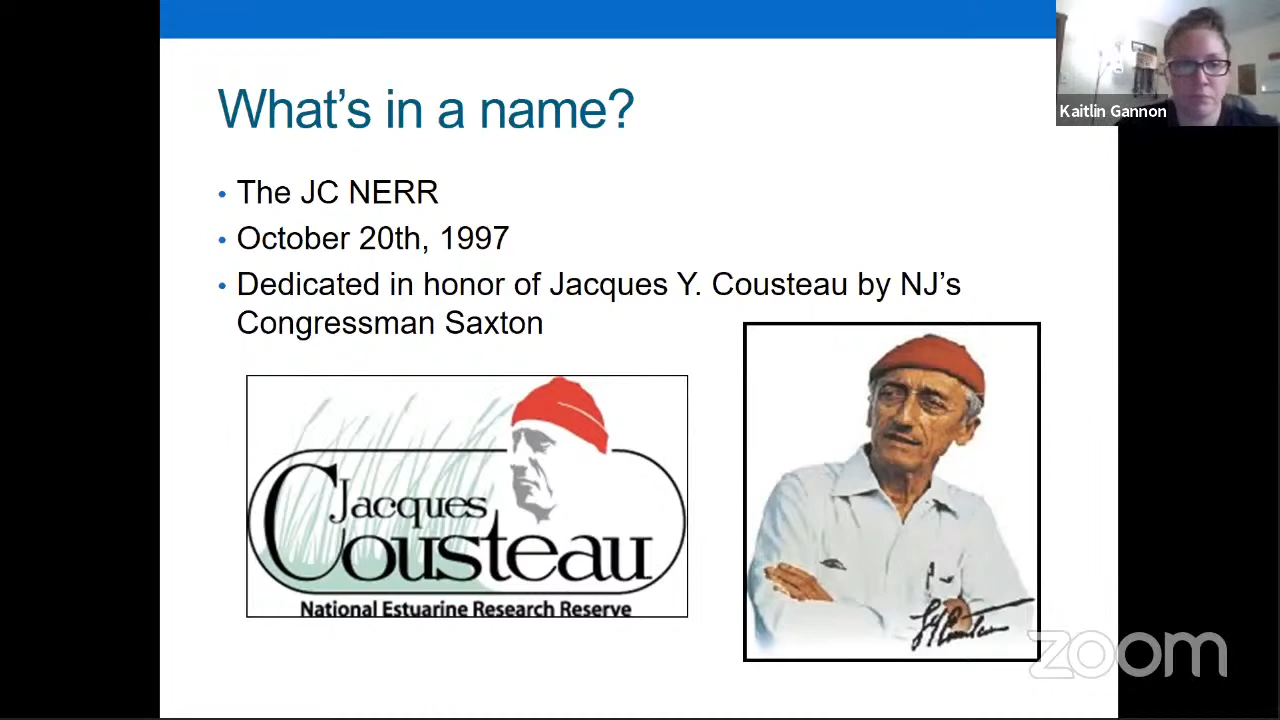 What's in a name?
• The JC NERR
• October 20th, 1997
• Dedicated in honor of Jacques Y. Cousteau by NJ's
Congressman Saxton
Jacques
Cousteau
National Estuarine Research Reserve
Kaitlin Gannon
zoom